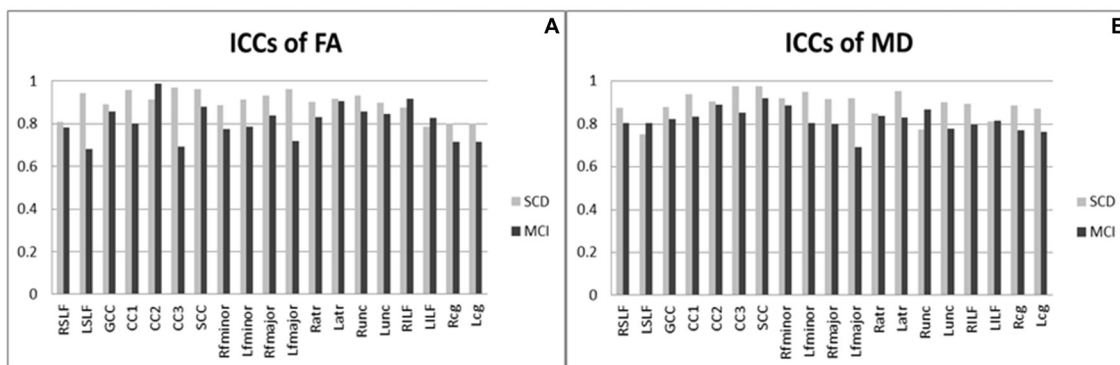 A
ICCs of FA
1
0.8
0.6
0.4
0.2
0
RSLF
LSLF
GCC
CC1
CC2
CC3
SCC
Rfminor
Lfminor
Rfmajor
Lfmajor
Ratr
Latr
Runc
Lunc
RILF
LILF
Rcg
Lcg
SCD
MCI
B
ICCs of MD
1
0.8
0.6
0.4
0.2
0
RSLF
LSLF
GCC
CC1
CC2
CC3
SCC
Rfminor
Lfminor
Rfmajor
Lfmajor
Ratr
Latr
Runc
Lunc
RILF
LILF
Rcg
Lcg
SCD
MCI